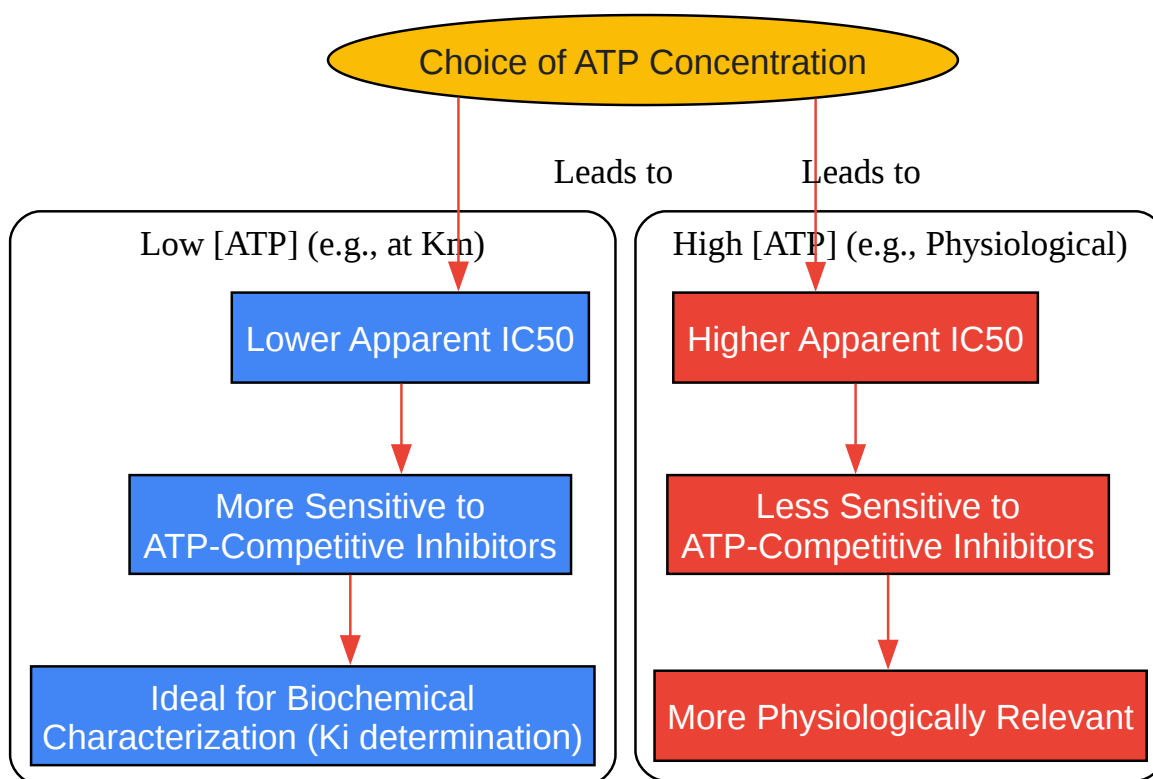 Choice of ATP Concentration
Leads to
Leads to
Low [ATP] (e.g., at Km)
Lower Apparent IC50
More Sensitive to
ATP-Competitive Inhibitors
Ideal for Biochemical
Characterization (Ki determination)
High [ATP] (e.g., Physiological)
Higher Apparent IC50
Less Sensitive to
ATP-Competitive Inhibitors
More Physiologically Relevant